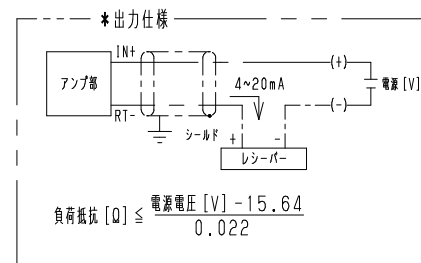 *出力仕様
IN+
アンプ部
RT-
シールド
4~20mA
(+)
(-)
電源 [V]
+ -
レシーバー
負荷抵抗 [Ω] ≦ 電源電圧 [V] -15.64
0.022